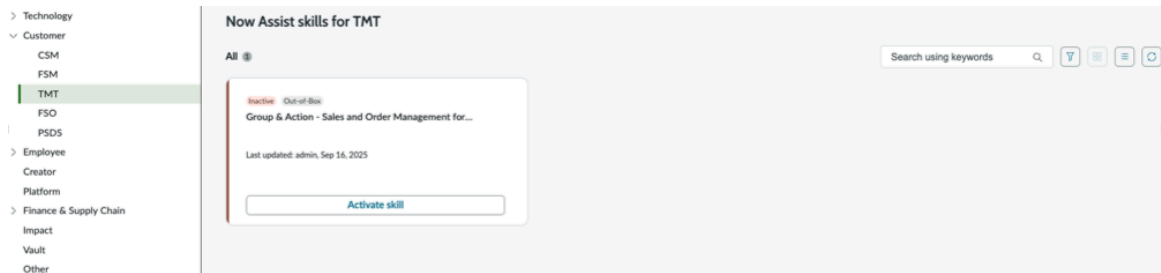 Technology
Customer
CSM
FSM
TMT
FSO
PSDS
Employee
Creator
Platform
Finance & Supply Chain
Impact
Vault
Other
Now Assist skills for TMT
All 1
Search using keywords
Inactive Out-of-Box
Group & Action - Sales and Order Management for...
Last updated: admin, Sep 16, 2025
Activate skill